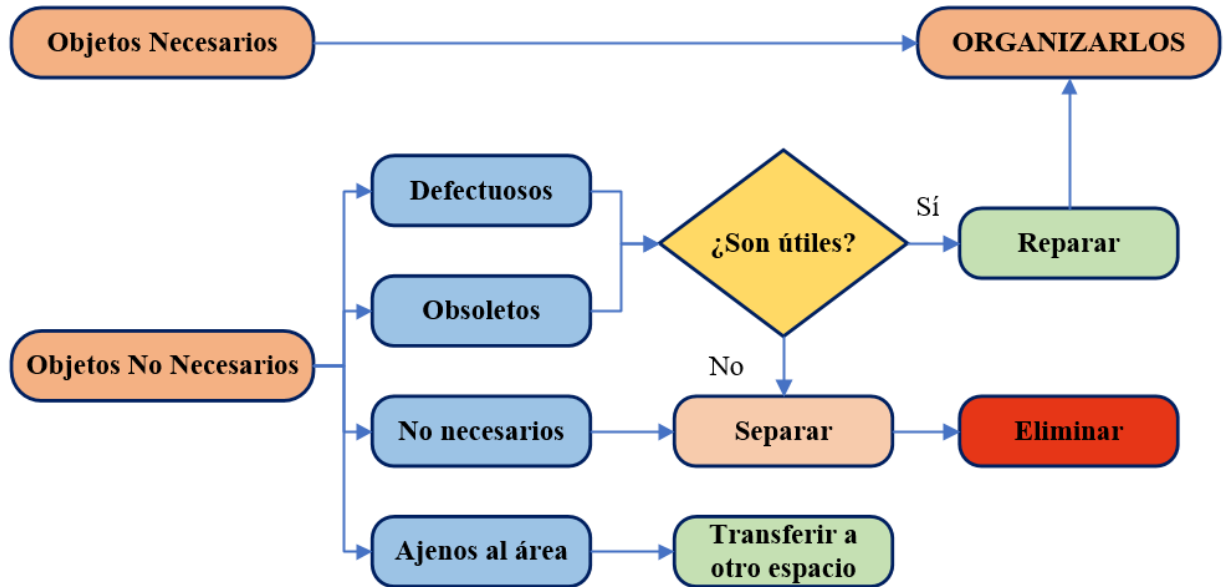 Objetos Necesarios
ORGANIZARLOS
Defectuosos
¿Son útiles?
Sí
Reparar
Obsoletos
Objetos No Necesarios
No
No necesarios
Separar
Eliminar
Ajenos al área
Transferir a
otro espacio